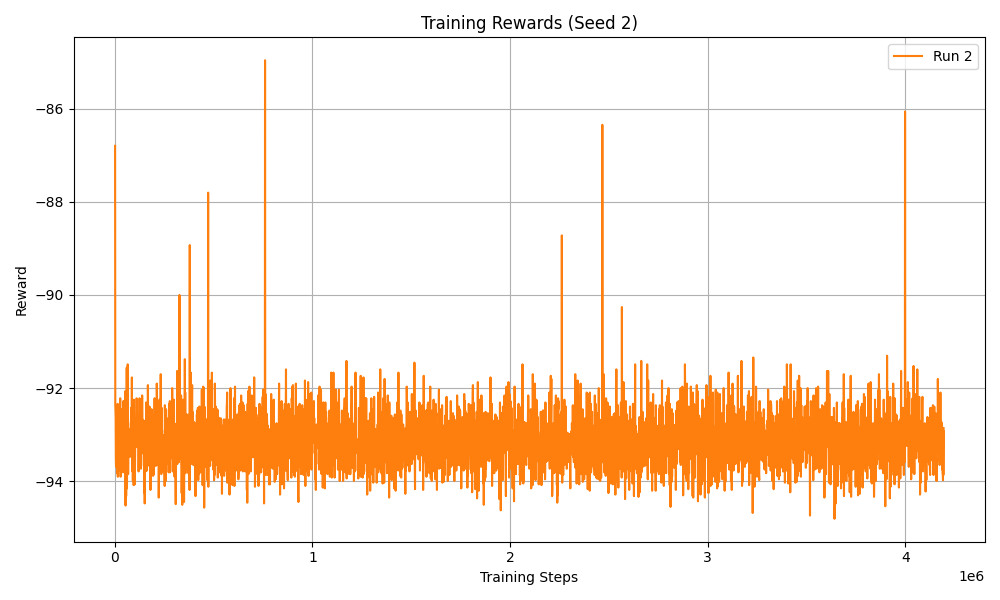 Training Rewards (Seed 2)
Run 2
Reward
−86
−88
−90
−92
−94
0
1
2
3
4
1e6
Training Steps